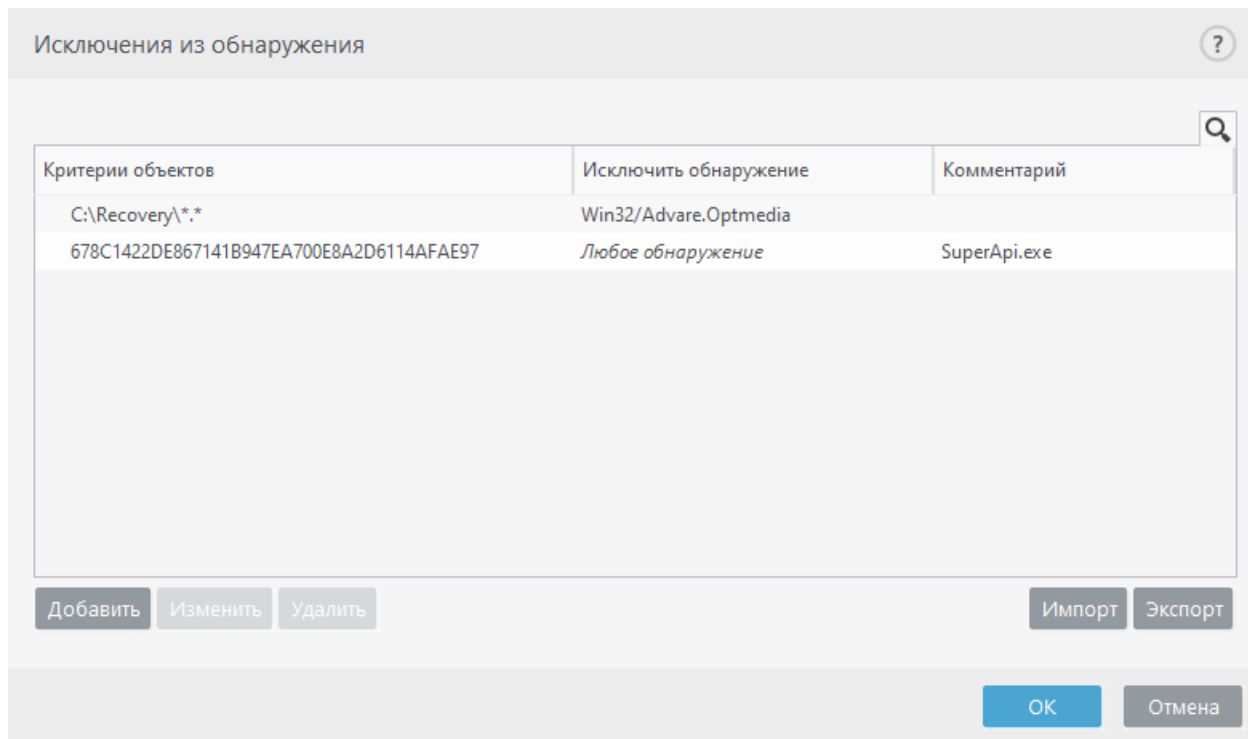 Исключения из обнаружения
?
Критерии объектов Исключить обнаружение Комментарий
C:\Recovery\*.* Win32/Advare.Optmedia
678C1422DE867141B947EA700E8A2D6114AFAE97 Любое обнаружение SuperApi.exe
Добавить Изменить Удалить Импорт Экспорт
ОК Отмена